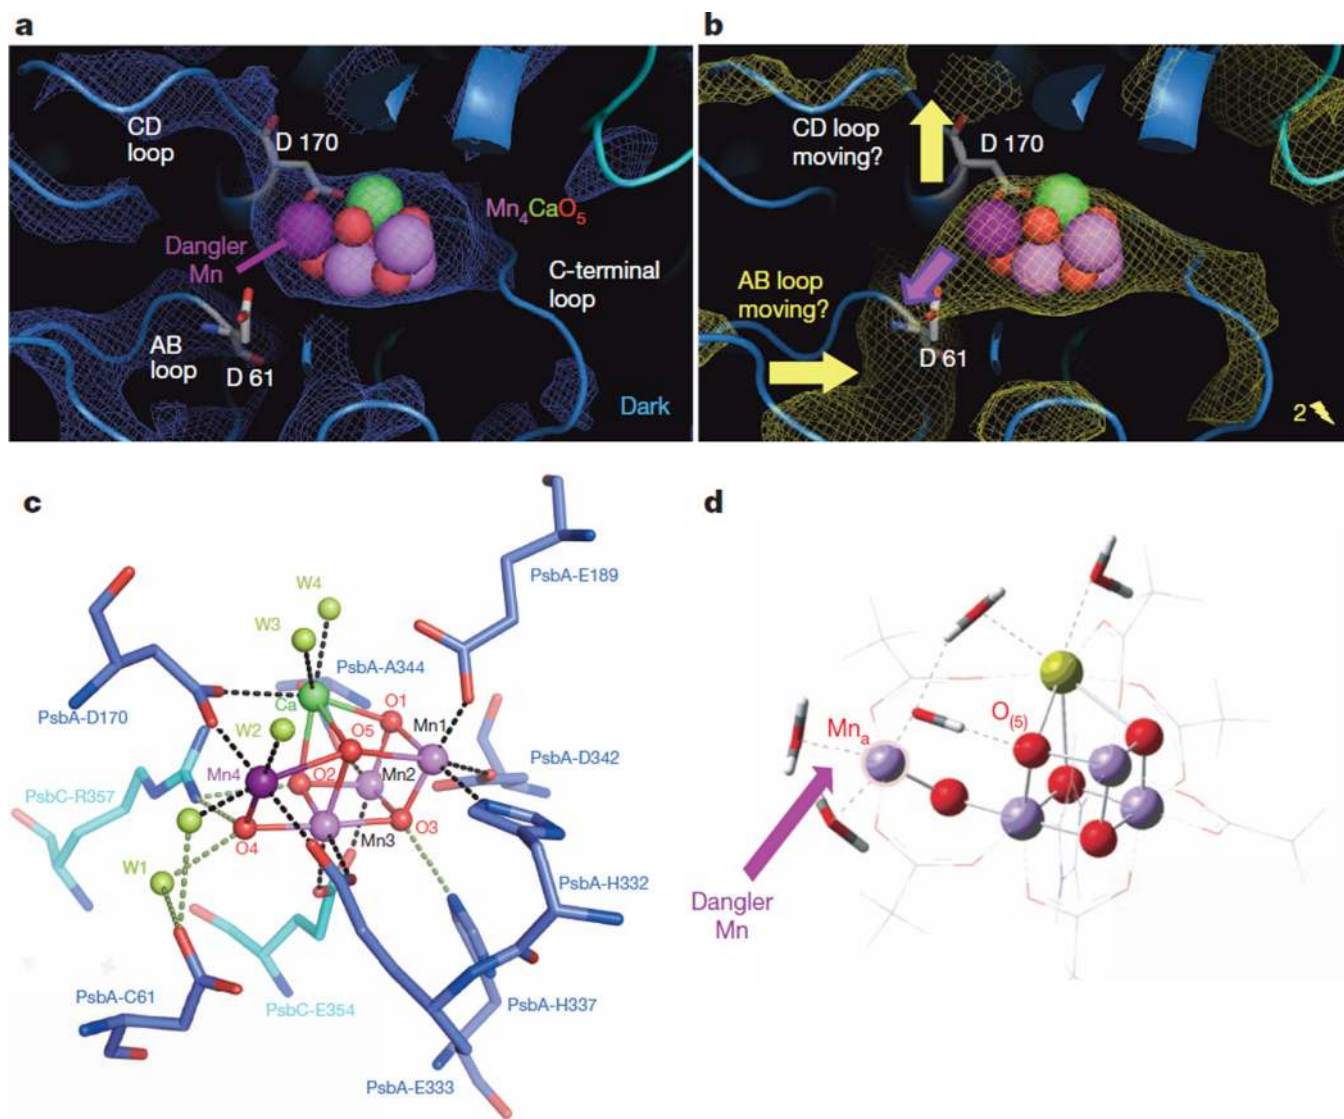 a
CD
loop
D 170
Mn4CaO5
Dangler
Mn
C-terminal
loop
AB
loop
D 61
Dark
b
CD loop
moving?
D 170
AB loop
moving?
D 61
2
c
W4
W3
PsbA-E189
PsbA-A344
PsbA-D170
Ca
O1
W2
O5
Mn1
Mn4
O2
Mn2
PsbA-D342
PsbC-R357
O4
Mn3
O3
W1
PsbA-H332
PsbA-C61
PsbC-E354
PsbA-H337
PsbA-E333
d
Mna
O(5)
Dangler
Mn